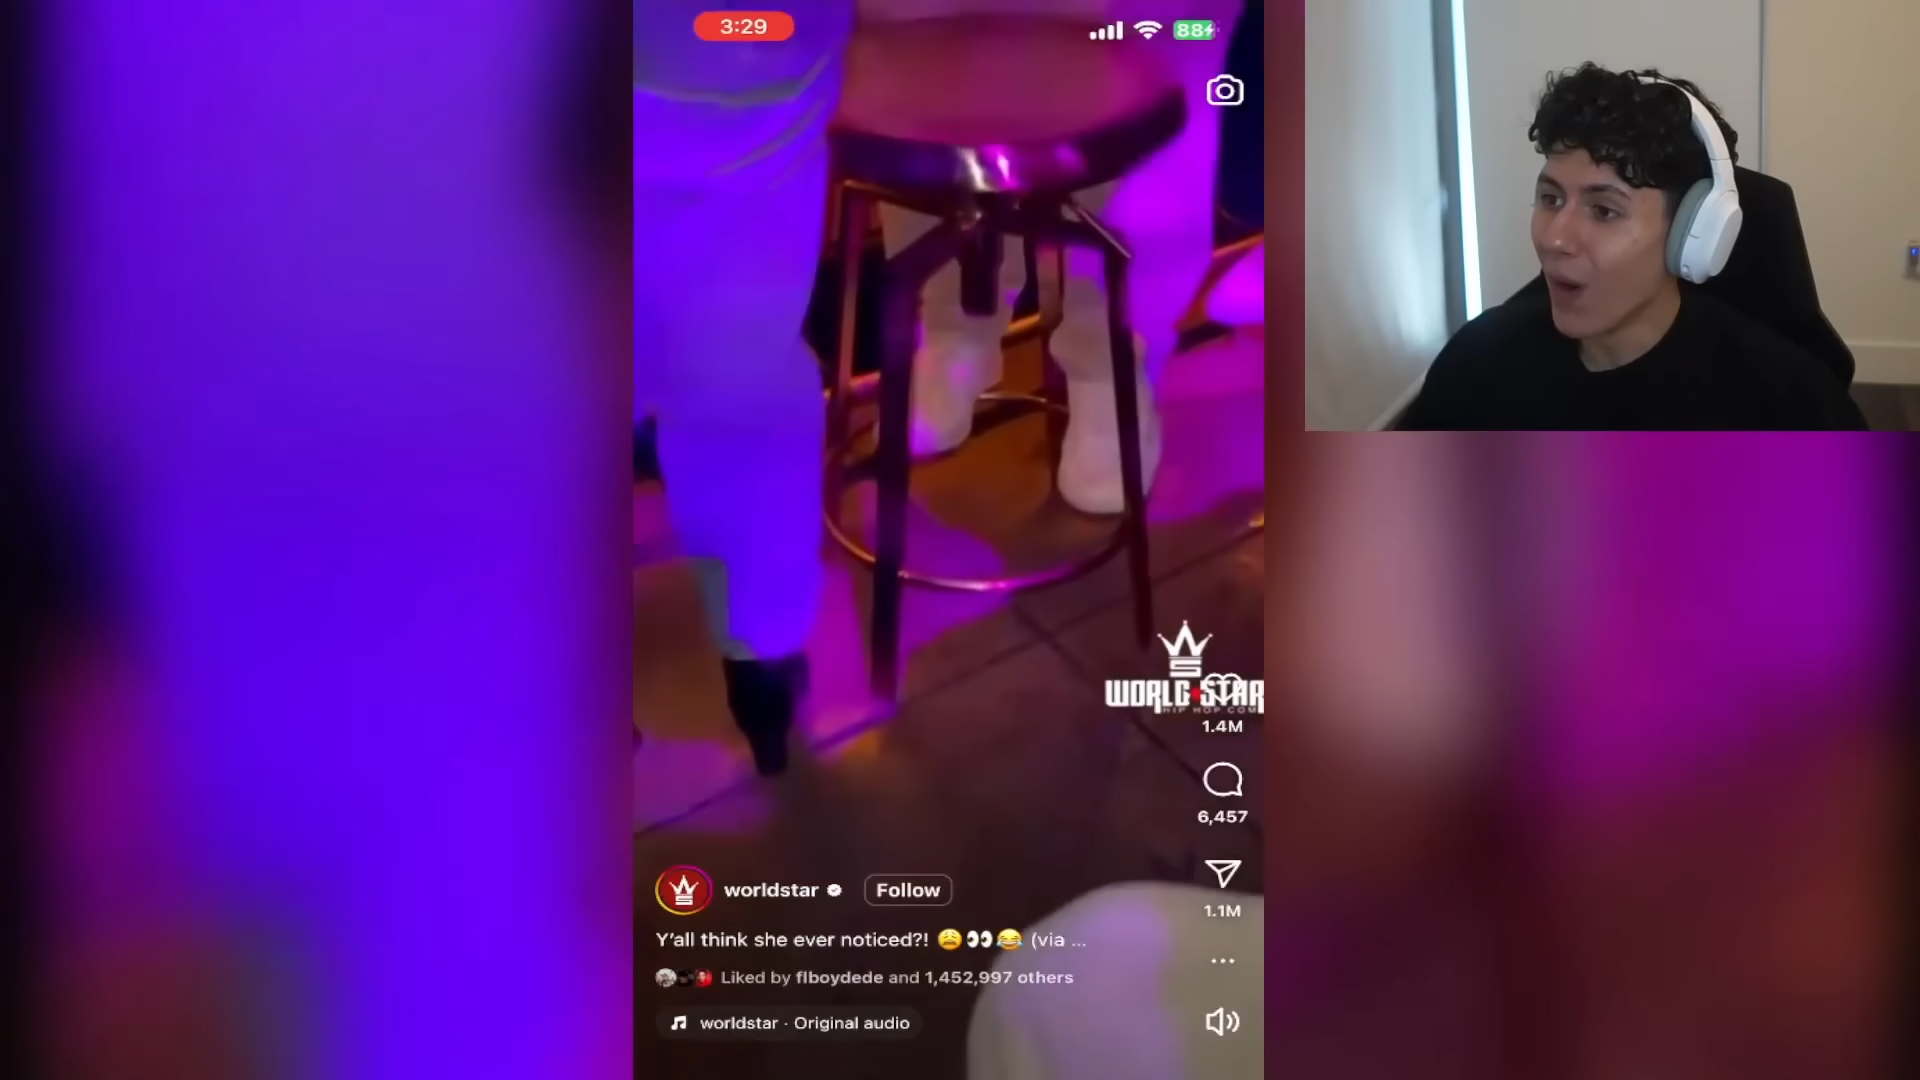 3:29
88
WORLD STAR
HIP HOP.COM
1.4M
6,457
1.1M
worldstar
Follow
Y'all think she ever noticed?! 😩👀😂 (via ...
Liked by flboydede and 1,452,997 others
worldstar · Original audio